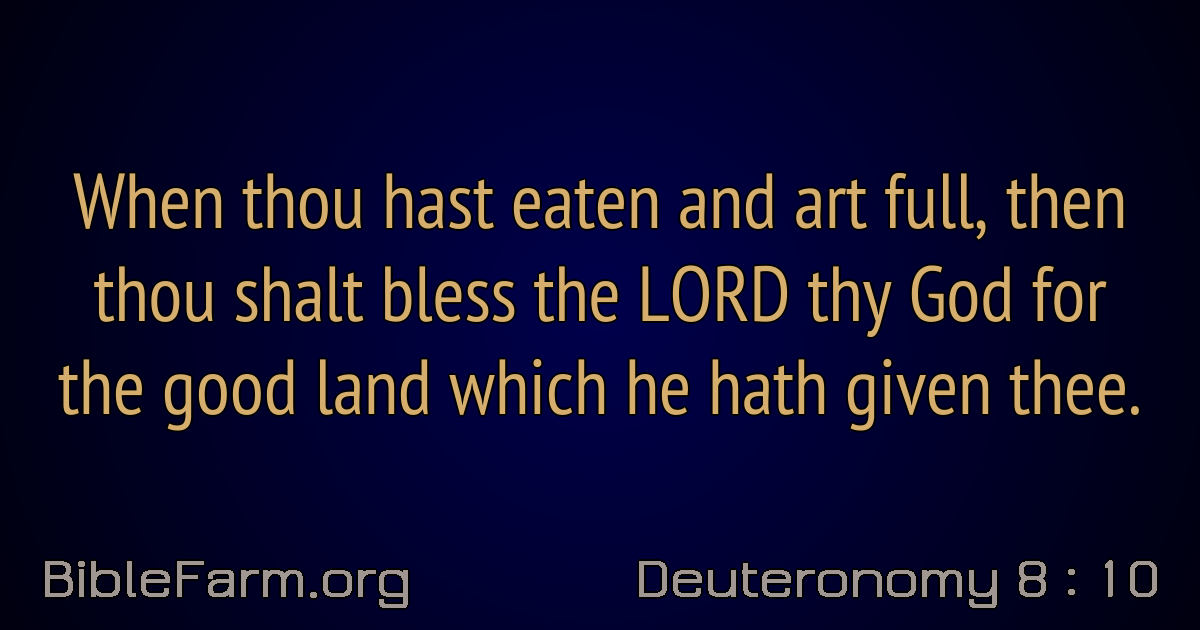 When thou hast eaten and art full, then
thou shalt bless the LORD thy God for
the good land which he hath given thee.
BibleFarm.org
Deuteronomy 8 : 10